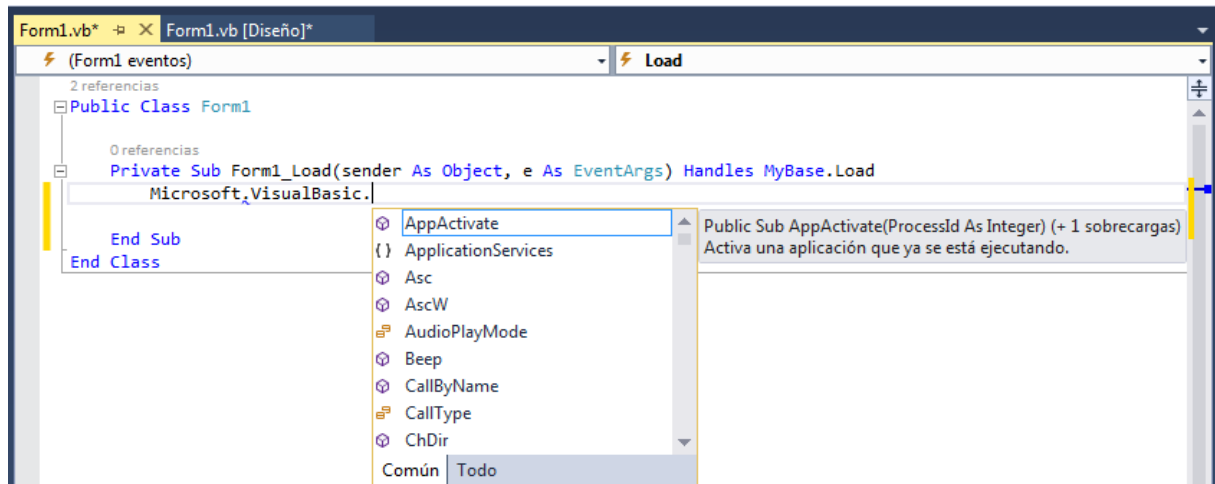 Form1.vb* Form1.vb [Diseño]*
(Form1 eventos) Load
2 referencias
Public Class Form1
0 referencias
Private Sub Form1_Load(sender As Object, e As EventArgs) Handles MyBase.Load
Microsoft.VisualBasic.
End Sub
End Class
AppActivate
ApplicationServices
Asc
AscW
AudioPlayMode
Beep
CallByName
CallType
ChDir
Común Todo
Public Sub AppActivate(ProcessId As Integer) (+ 1 sobrecargas)
Activa una aplicación que ya se está ejecutando.